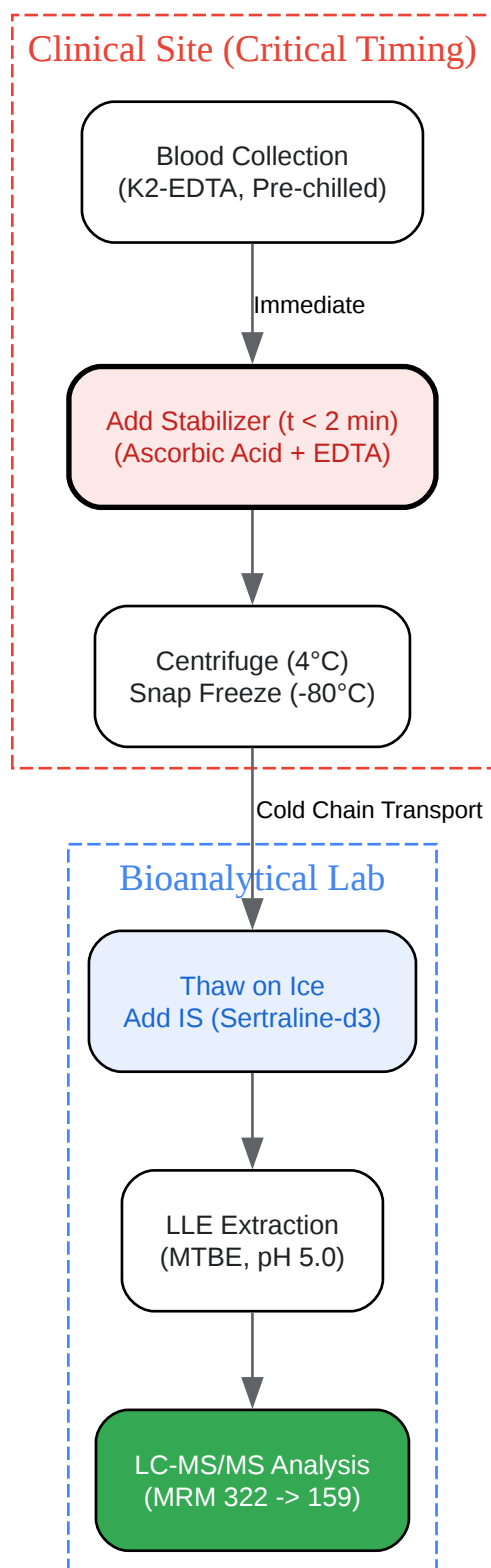 Clinical Site (Critical Timing)
Blood Collection
(K2-EDTA, Pre-chilled)
Immediate
Add Stabilizer (t < 2 min)
(Ascorbic Acid + EDTA)
Centrifuge (4°C)
Snap Freeze (-80°C)
Cold Chain Transport
Bioanalytical Lab
Thaw on Ice
Add IS (Sertraline-d3)
LLE Extraction
(MTBE, pH 5.0)
LC-MS/MS Analysis
(MRM 322 -> 159)